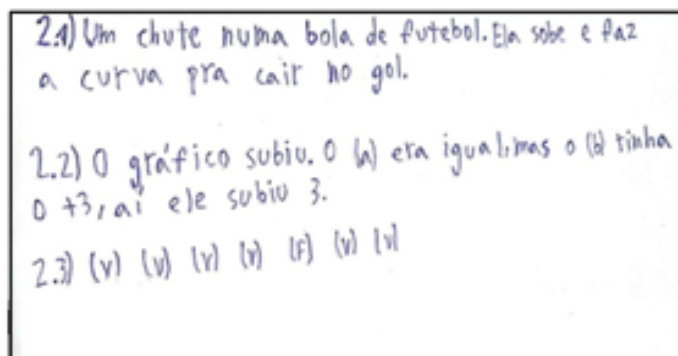 2.1) Um chute numa bola de futebol. Ela sobe e faz
a curva pra cair no gol.
2.2) O gráfico subiu. O (a) era igual, mas o (b) tinha
o +3, aí ele subiu 3.
2.3) (v) (v) (v) (v) (F) (v) (v)